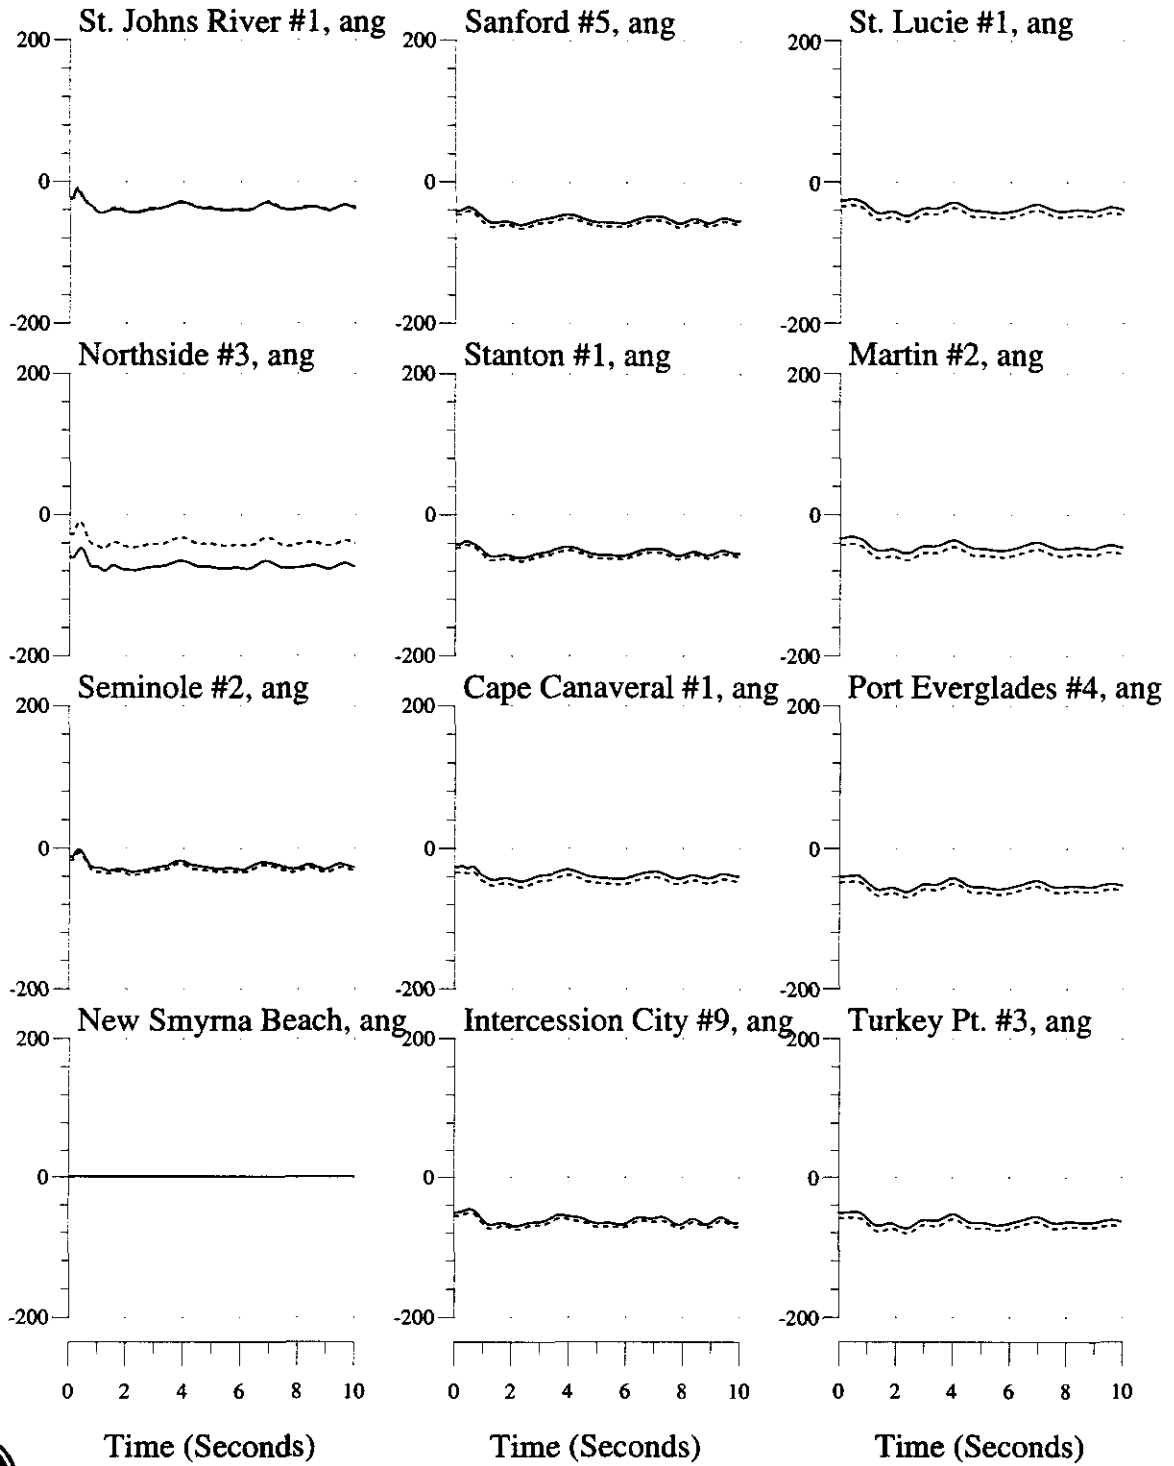 St. Johns River #1, ang
Sanford #5, ang
St. Lucie #1, ang
200
200
200
0
0
0
-200
-200
-200
Northside #3, ang
Stanton #1, ang
Martin #2, ang
200
200
200
0
0
0
-200
-200
-200
Seminole #2, ang
Cape Canaveral #1, ang
Port Everglades #4, ang
200
200
200
0
0
0
-200
-200
-200
New Smyrna Beach, ang
Intercession City #9, ang
Turkey Pt. #3, ang
200
200
200
0
0
0
-200
-200
-200
0 2 4 6 8 10
0 2 4 6 8 10
0 2 4 6 8 10
Time (Seconds)
Time (Seconds)
Time (Seconds)